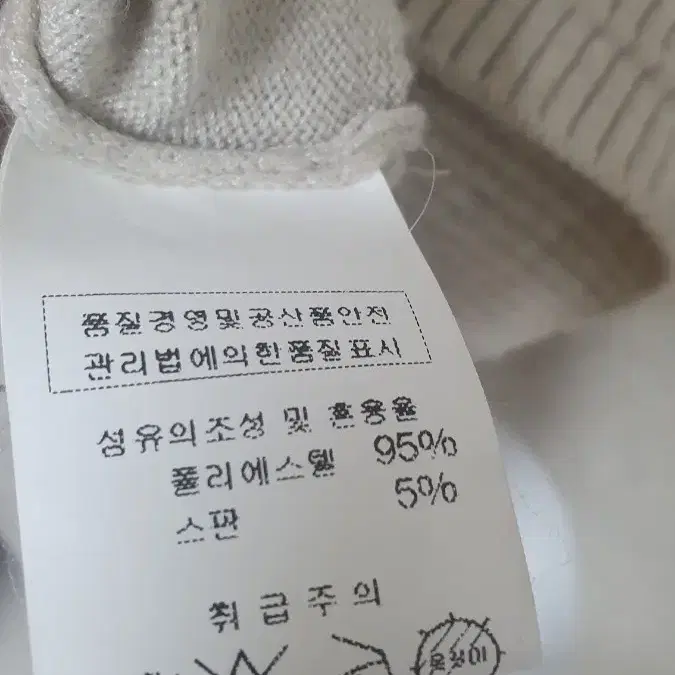 품질경영및공산품안전
관리법에의한품질표시
섬유의조성 및 혼용율
폴리에스텔 95%
스판 5%
취급주의